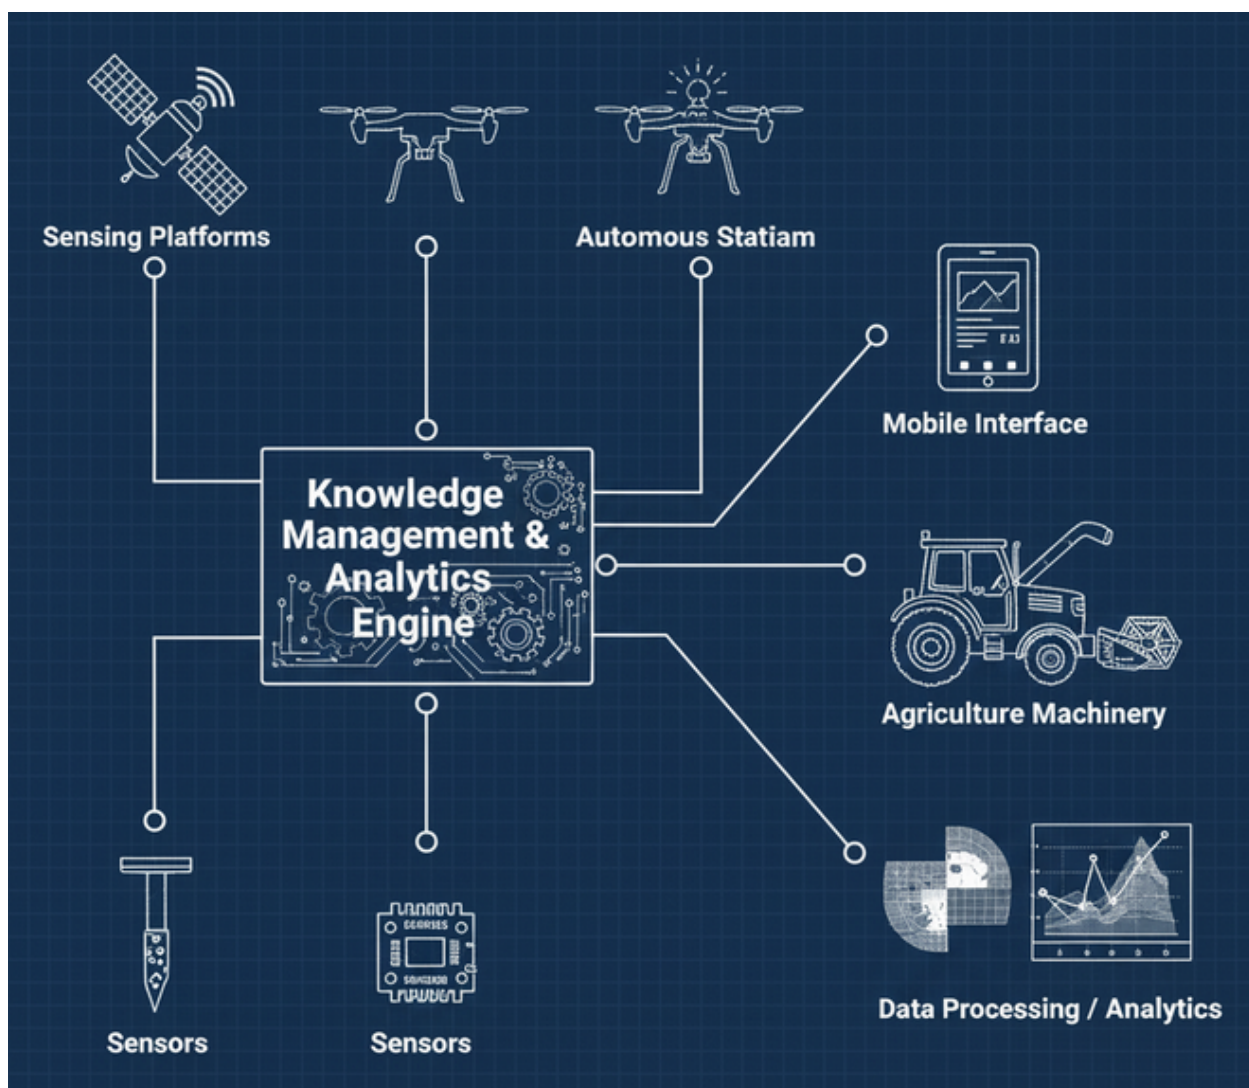 Sensing Platforms
Automous Statiam
Mobile Interface
Knowledge
Management &
Analytics
Engine
Agriculture Machinery
Data Processing / Analytics
Sensors
Sensors